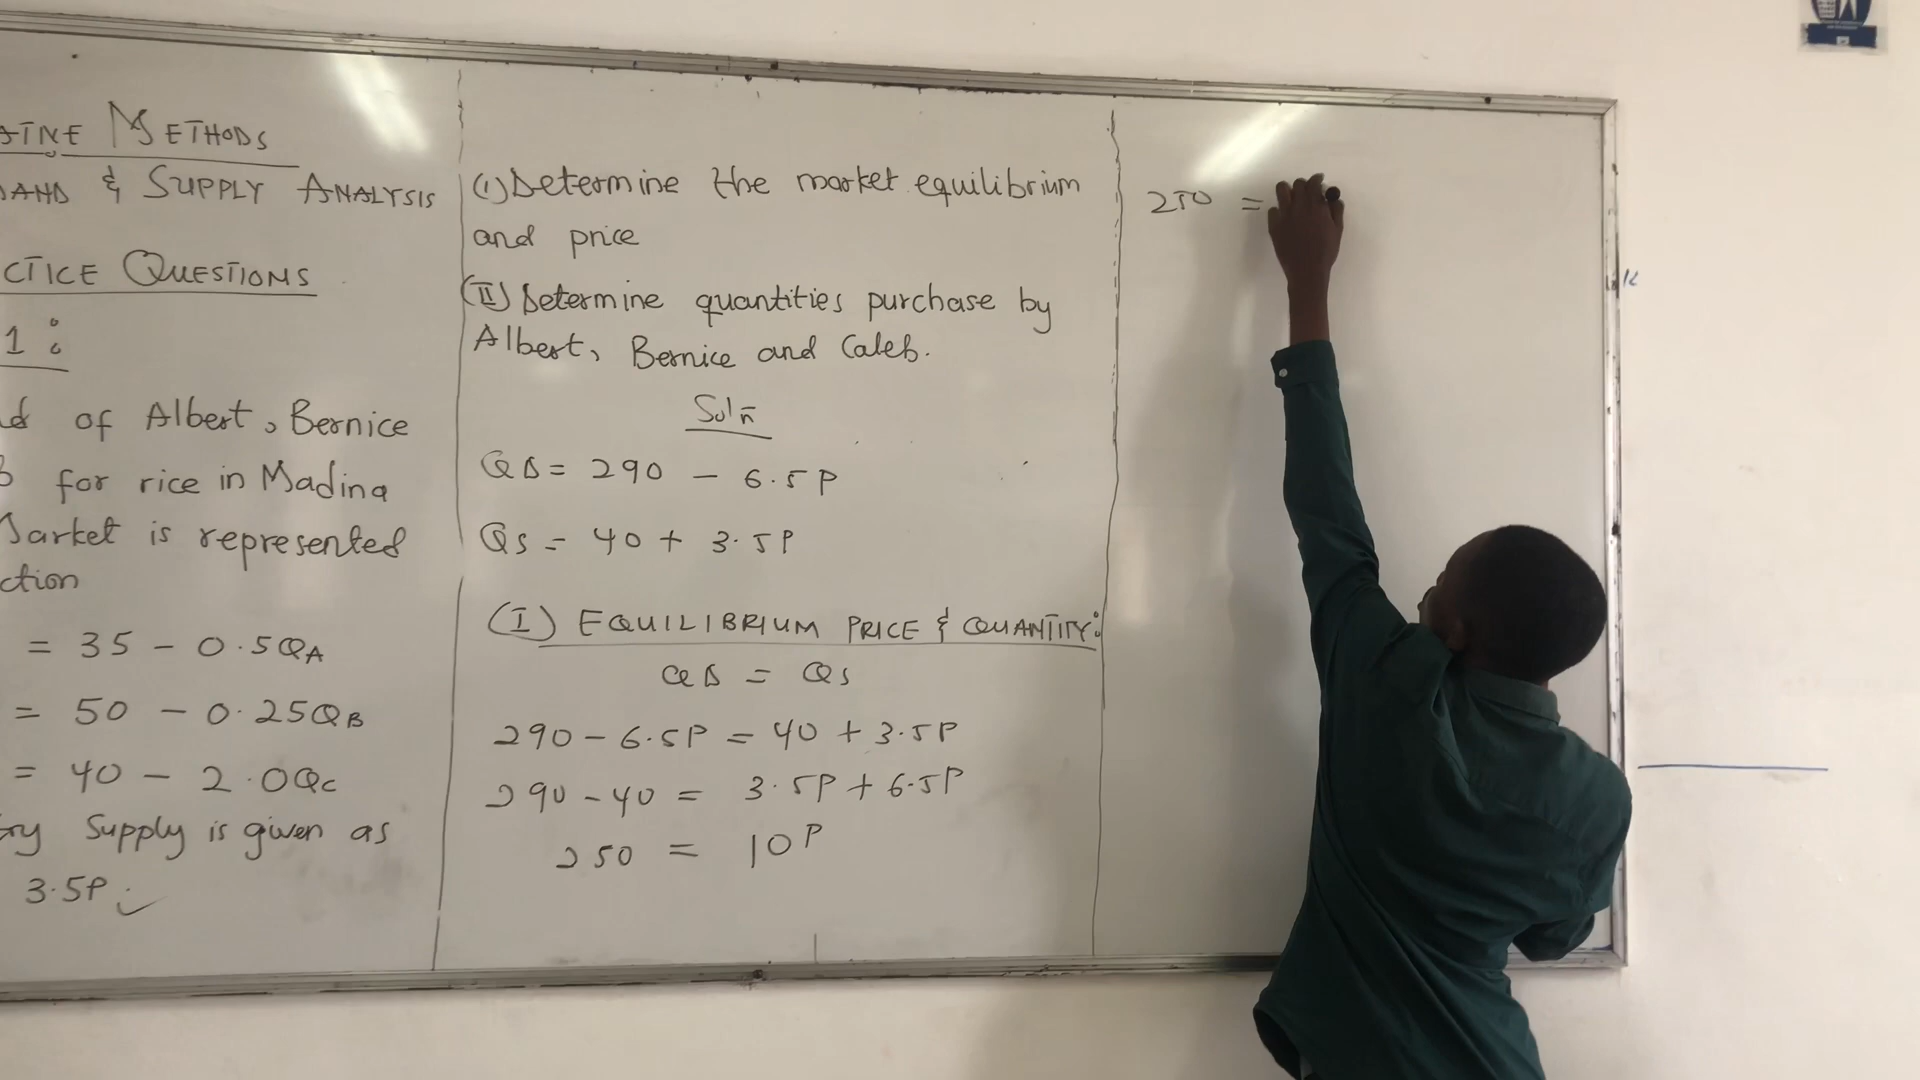 METHODS
& SUPPLY ANALYSIS
QUESTIONS
1:
of Albert, Bernice
for rice in Madina
Market is represented
ction
= 35 - 0.5QA
= 50 - 0.25QB
= 40 - 2.0Qc
Supply is given as
3.5P
(I) Determine the market equilibrium
and price
(II) Determine quantities purchase by
Albert, Bernice and Caleb.
Solñ
QD = 290 - 6.5P
QS = 40 + 3.5P
(I) EQUILIBRIUM PRICE & QUANTITY:
QD = QS
290 - 6.5P = 40 + 3.5P
290 - 40 = 3.5P + 6.5P
250 = 10P
250 =